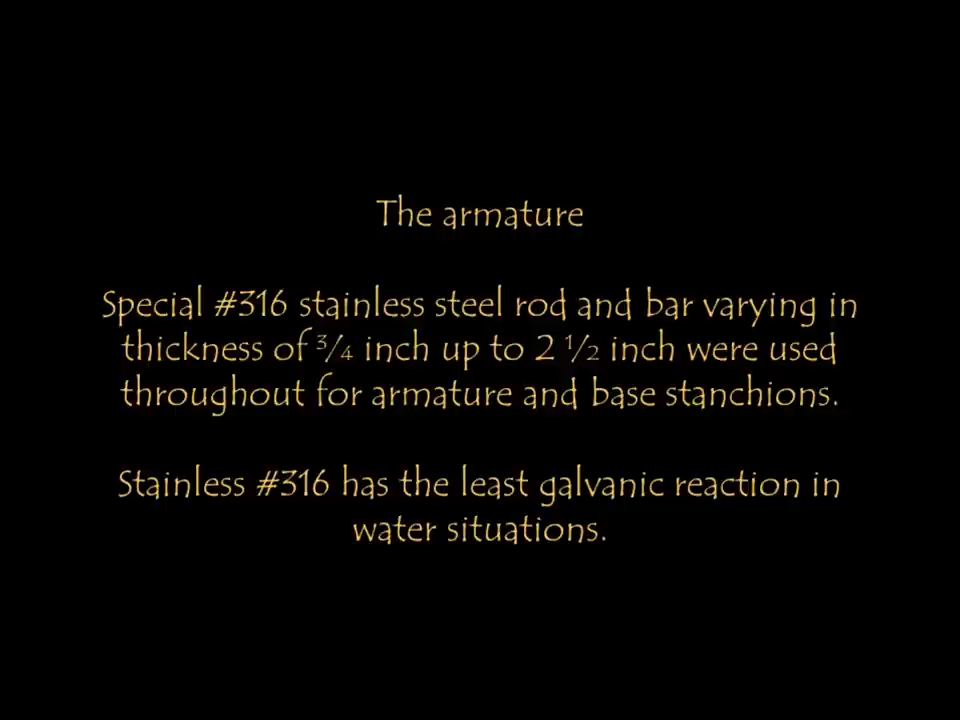 The armature
Special #316 stainless steel rod and bar varying in
thickness of ¾ inch up to 2 ½ inch were used
throughout for armature and base stanchions.
Stainless #316 has the least galvanic reaction in
water situations.